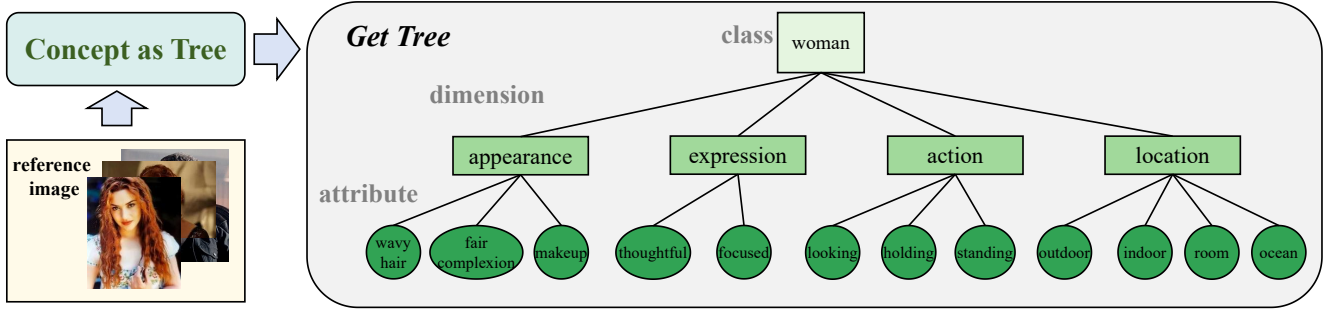 Concept as Tree
reference
image
Get Tree
class
woman
dimension
appearance
expression
action
location
attribute
wavy
hair
fair
complexion
makeup
thoughtful
focused
looking
holding
standing
outdoor
indoor
room
ocean